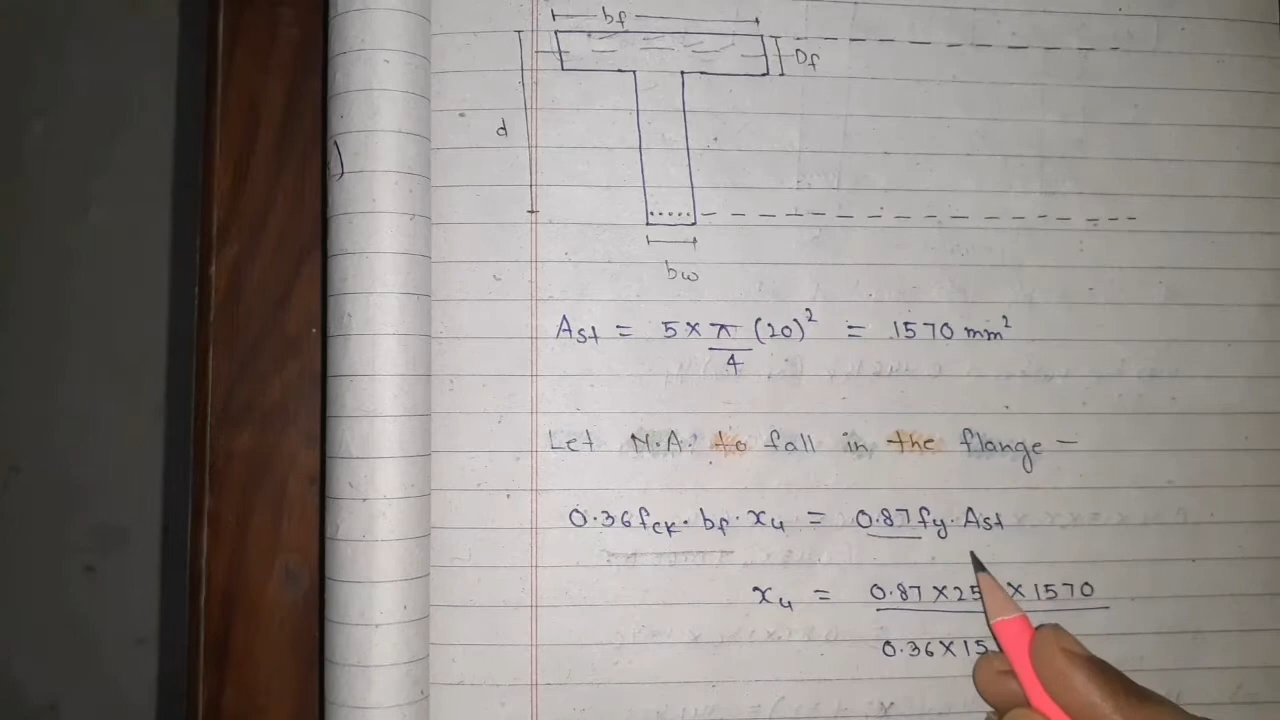 bf
Df
d
bw
Ast = 5 × π/4 (20)² = 1570 mm²
Let N.A. to fall in the flange —
0.36fck · bf · xu = 0.87fy · Ast
xu = 0.87 × 25 × 1570
0.36 × 15